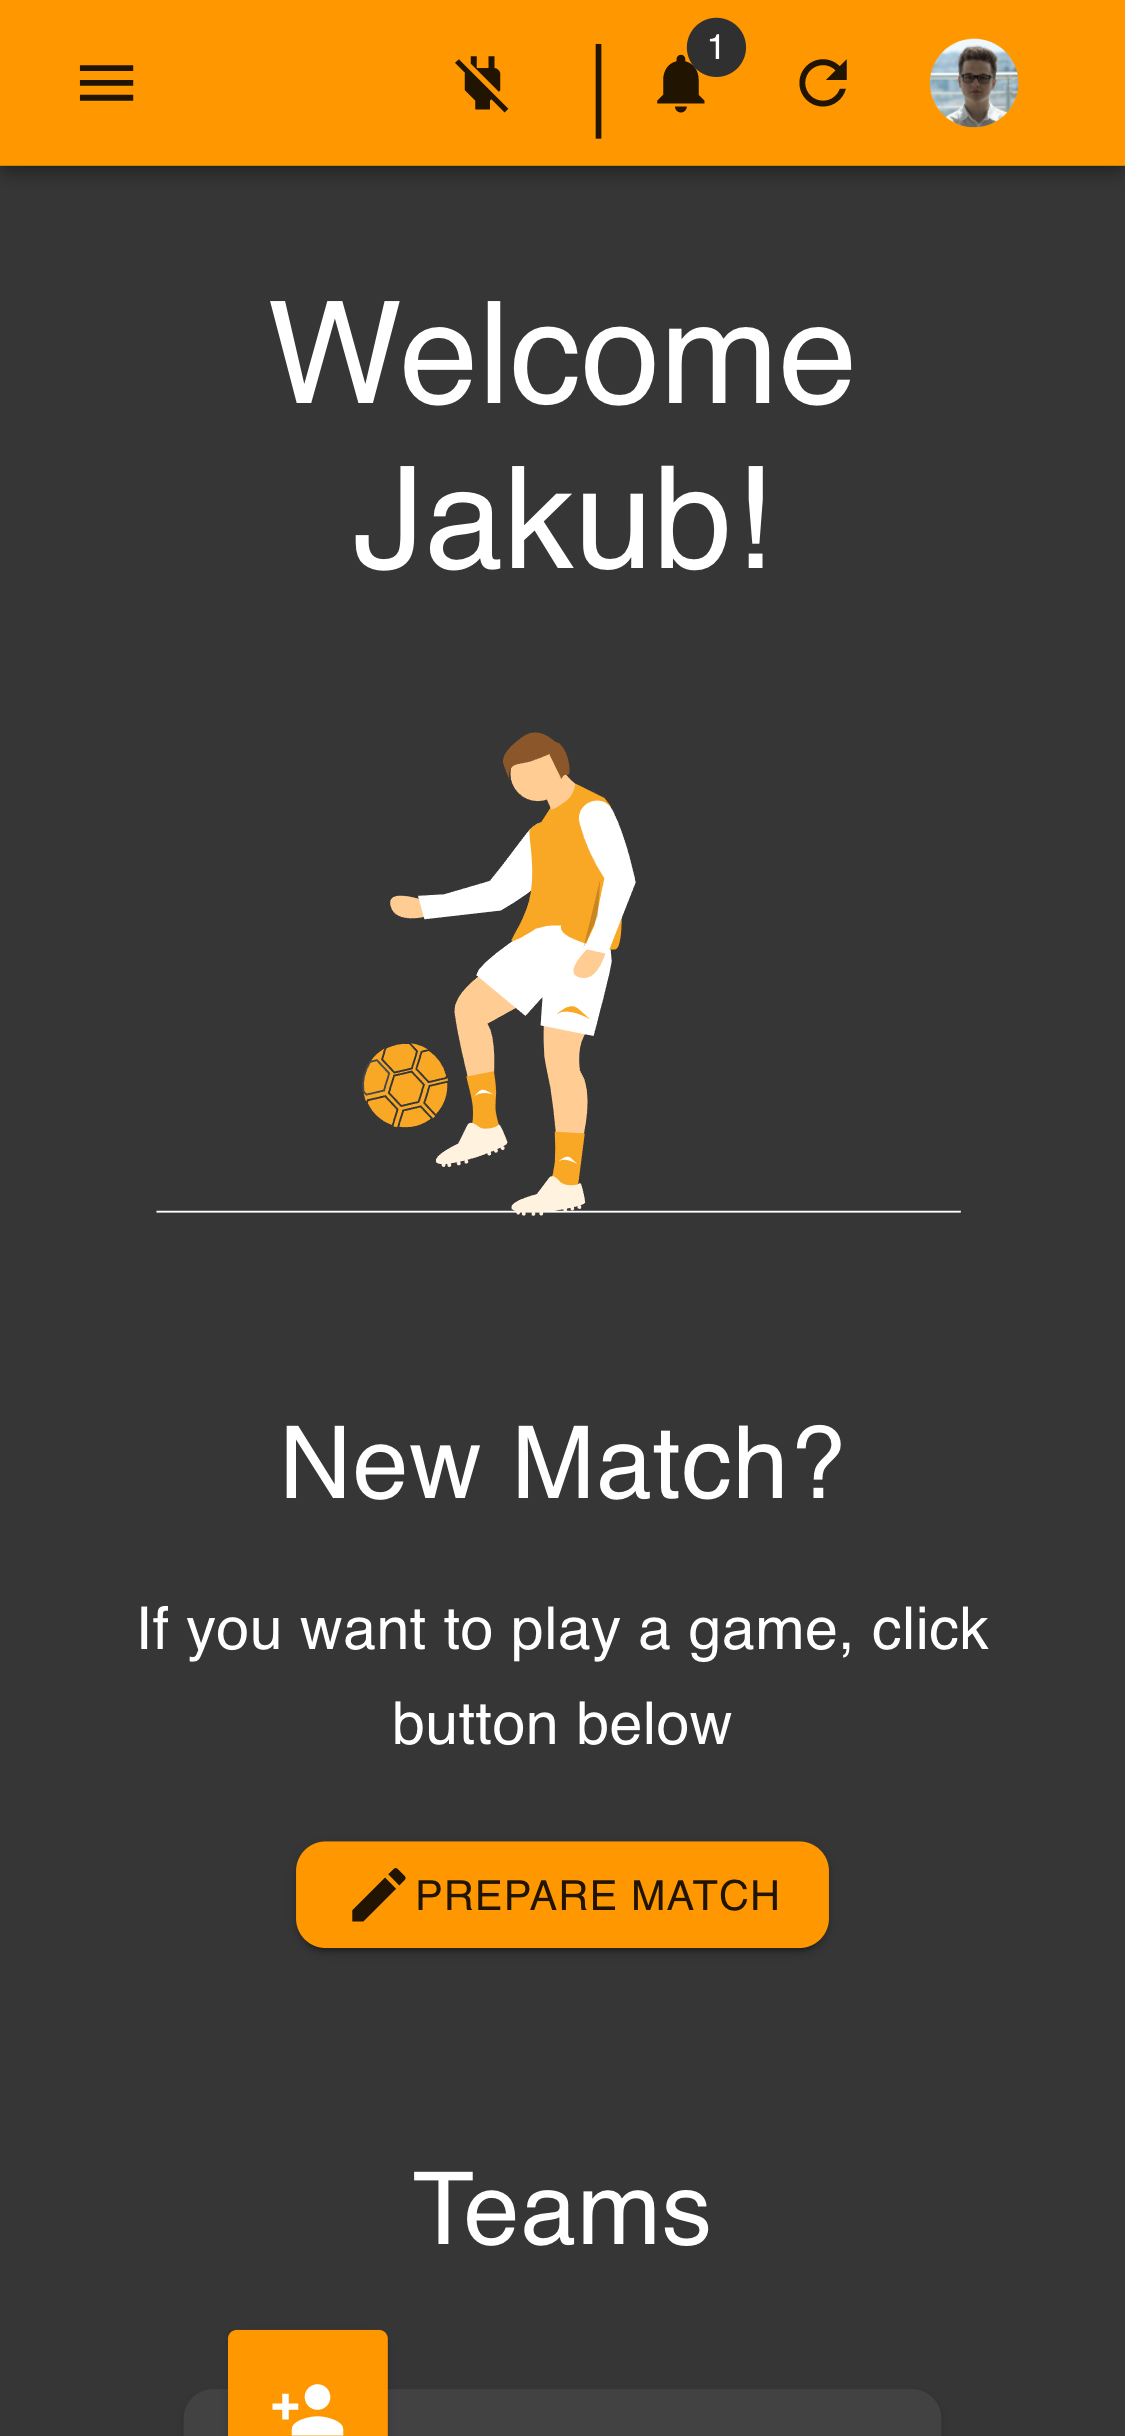 1
Welcome
Jakub!
New Match?
If you want to play a game, click
button below
PREPARE MATCH
Teams